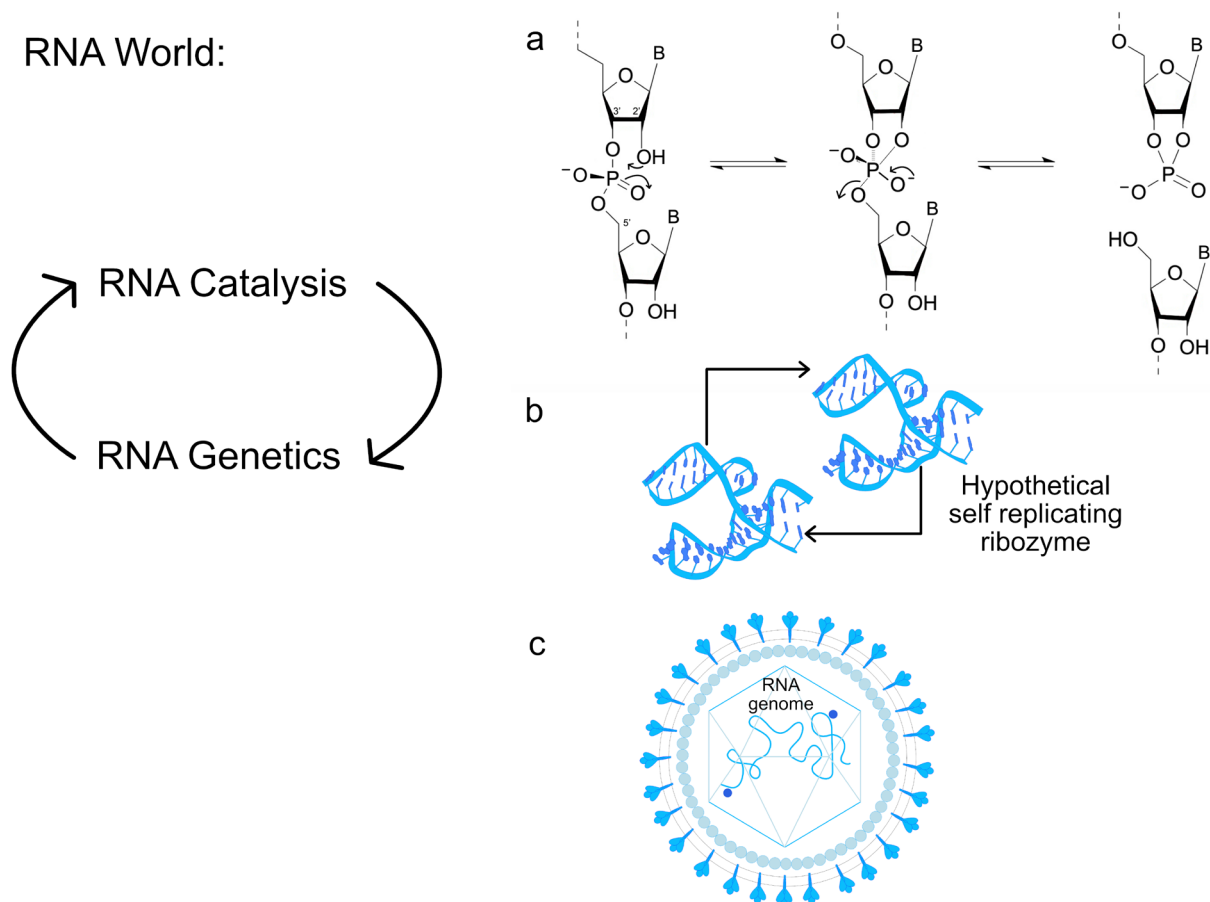 RNA World:
RNA Catalysis
RNA Genetics
a
B
O
3′ 2′
O
OH
⁻O P O
O
5′
B
O
O OH
O
B
O
O O
⁻O P O⁻
O
B
O
O OH
O
B
O
O O
P
⁻O O
HO
B
O
O OH
b
Hypothetical
self replicating
ribozyme
c
RNA
genome